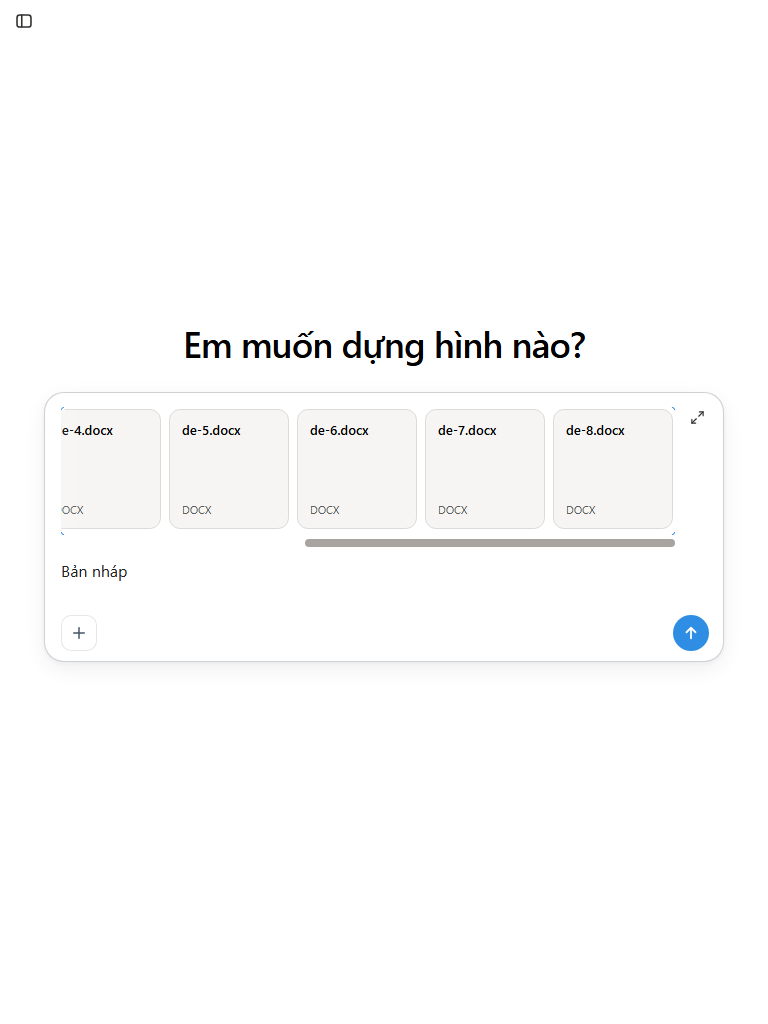 Em muốn dựng hình nào?
e-4.docx
de-5.docx
de-6.docx
de-7.docx
de-8.docx
OCX
DOCX
DOCX
DOCX
DOCX
Bản nháp